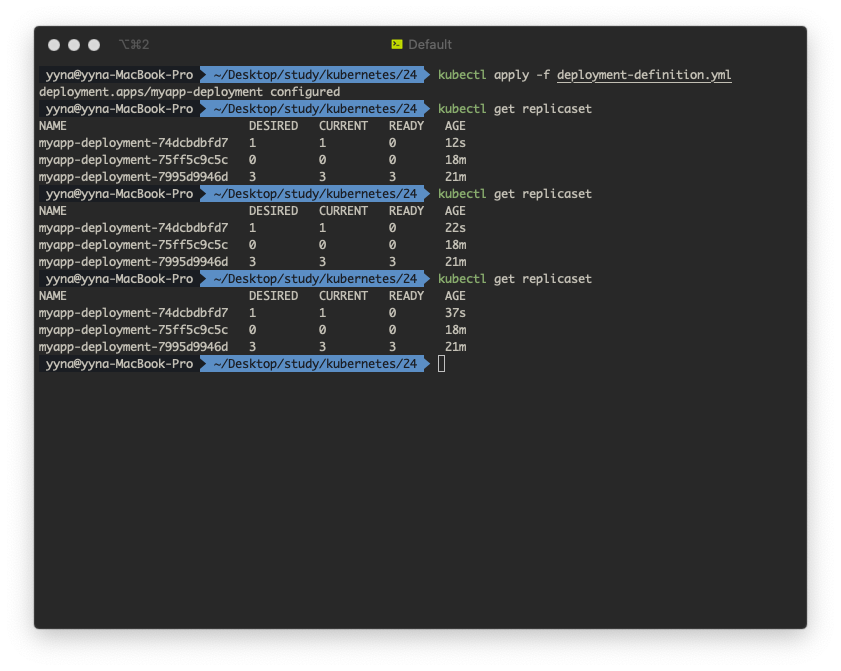 ⌥⌘2
Default
yyna@yyna-MacBook-Pro ~/Desktop/study/kubernetes/24 kubectl apply -f deployment-definition.yml
deployment.apps/myapp-deployment configured
yyna@yyna-MacBook-Pro ~/Desktop/study/kubernetes/24 kubectl get replicaset
NAME DESIRED CURRENT READY AGE
myapp-deployment-74dcbdbfd7 1 1 0 12s
myapp-deployment-75ff5c9c5c 0 0 0 18m
myapp-deployment-7995d9946d 3 3 3 21m
yyna@yyna-MacBook-Pro ~/Desktop/study/kubernetes/24 kubectl get replicaset
NAME DESIRED CURRENT READY AGE
myapp-deployment-74dcbdbfd7 1 1 0 22s
myapp-deployment-75ff5c9c5c 0 0 0 18m
myapp-deployment-7995d9946d 3 3 3 21m
yyna@yyna-MacBook-Pro ~/Desktop/study/kubernetes/24 kubectl get replicaset
NAME DESIRED CURRENT READY AGE
myapp-deployment-74dcbdbfd7 1 1 0 37s
myapp-deployment-75ff5c9c5c 0 0 0 18m
myapp-deployment-7995d9946d 3 3 3 21m
yyna@yyna-MacBook-Pro ~/Desktop/study/kubernetes/24